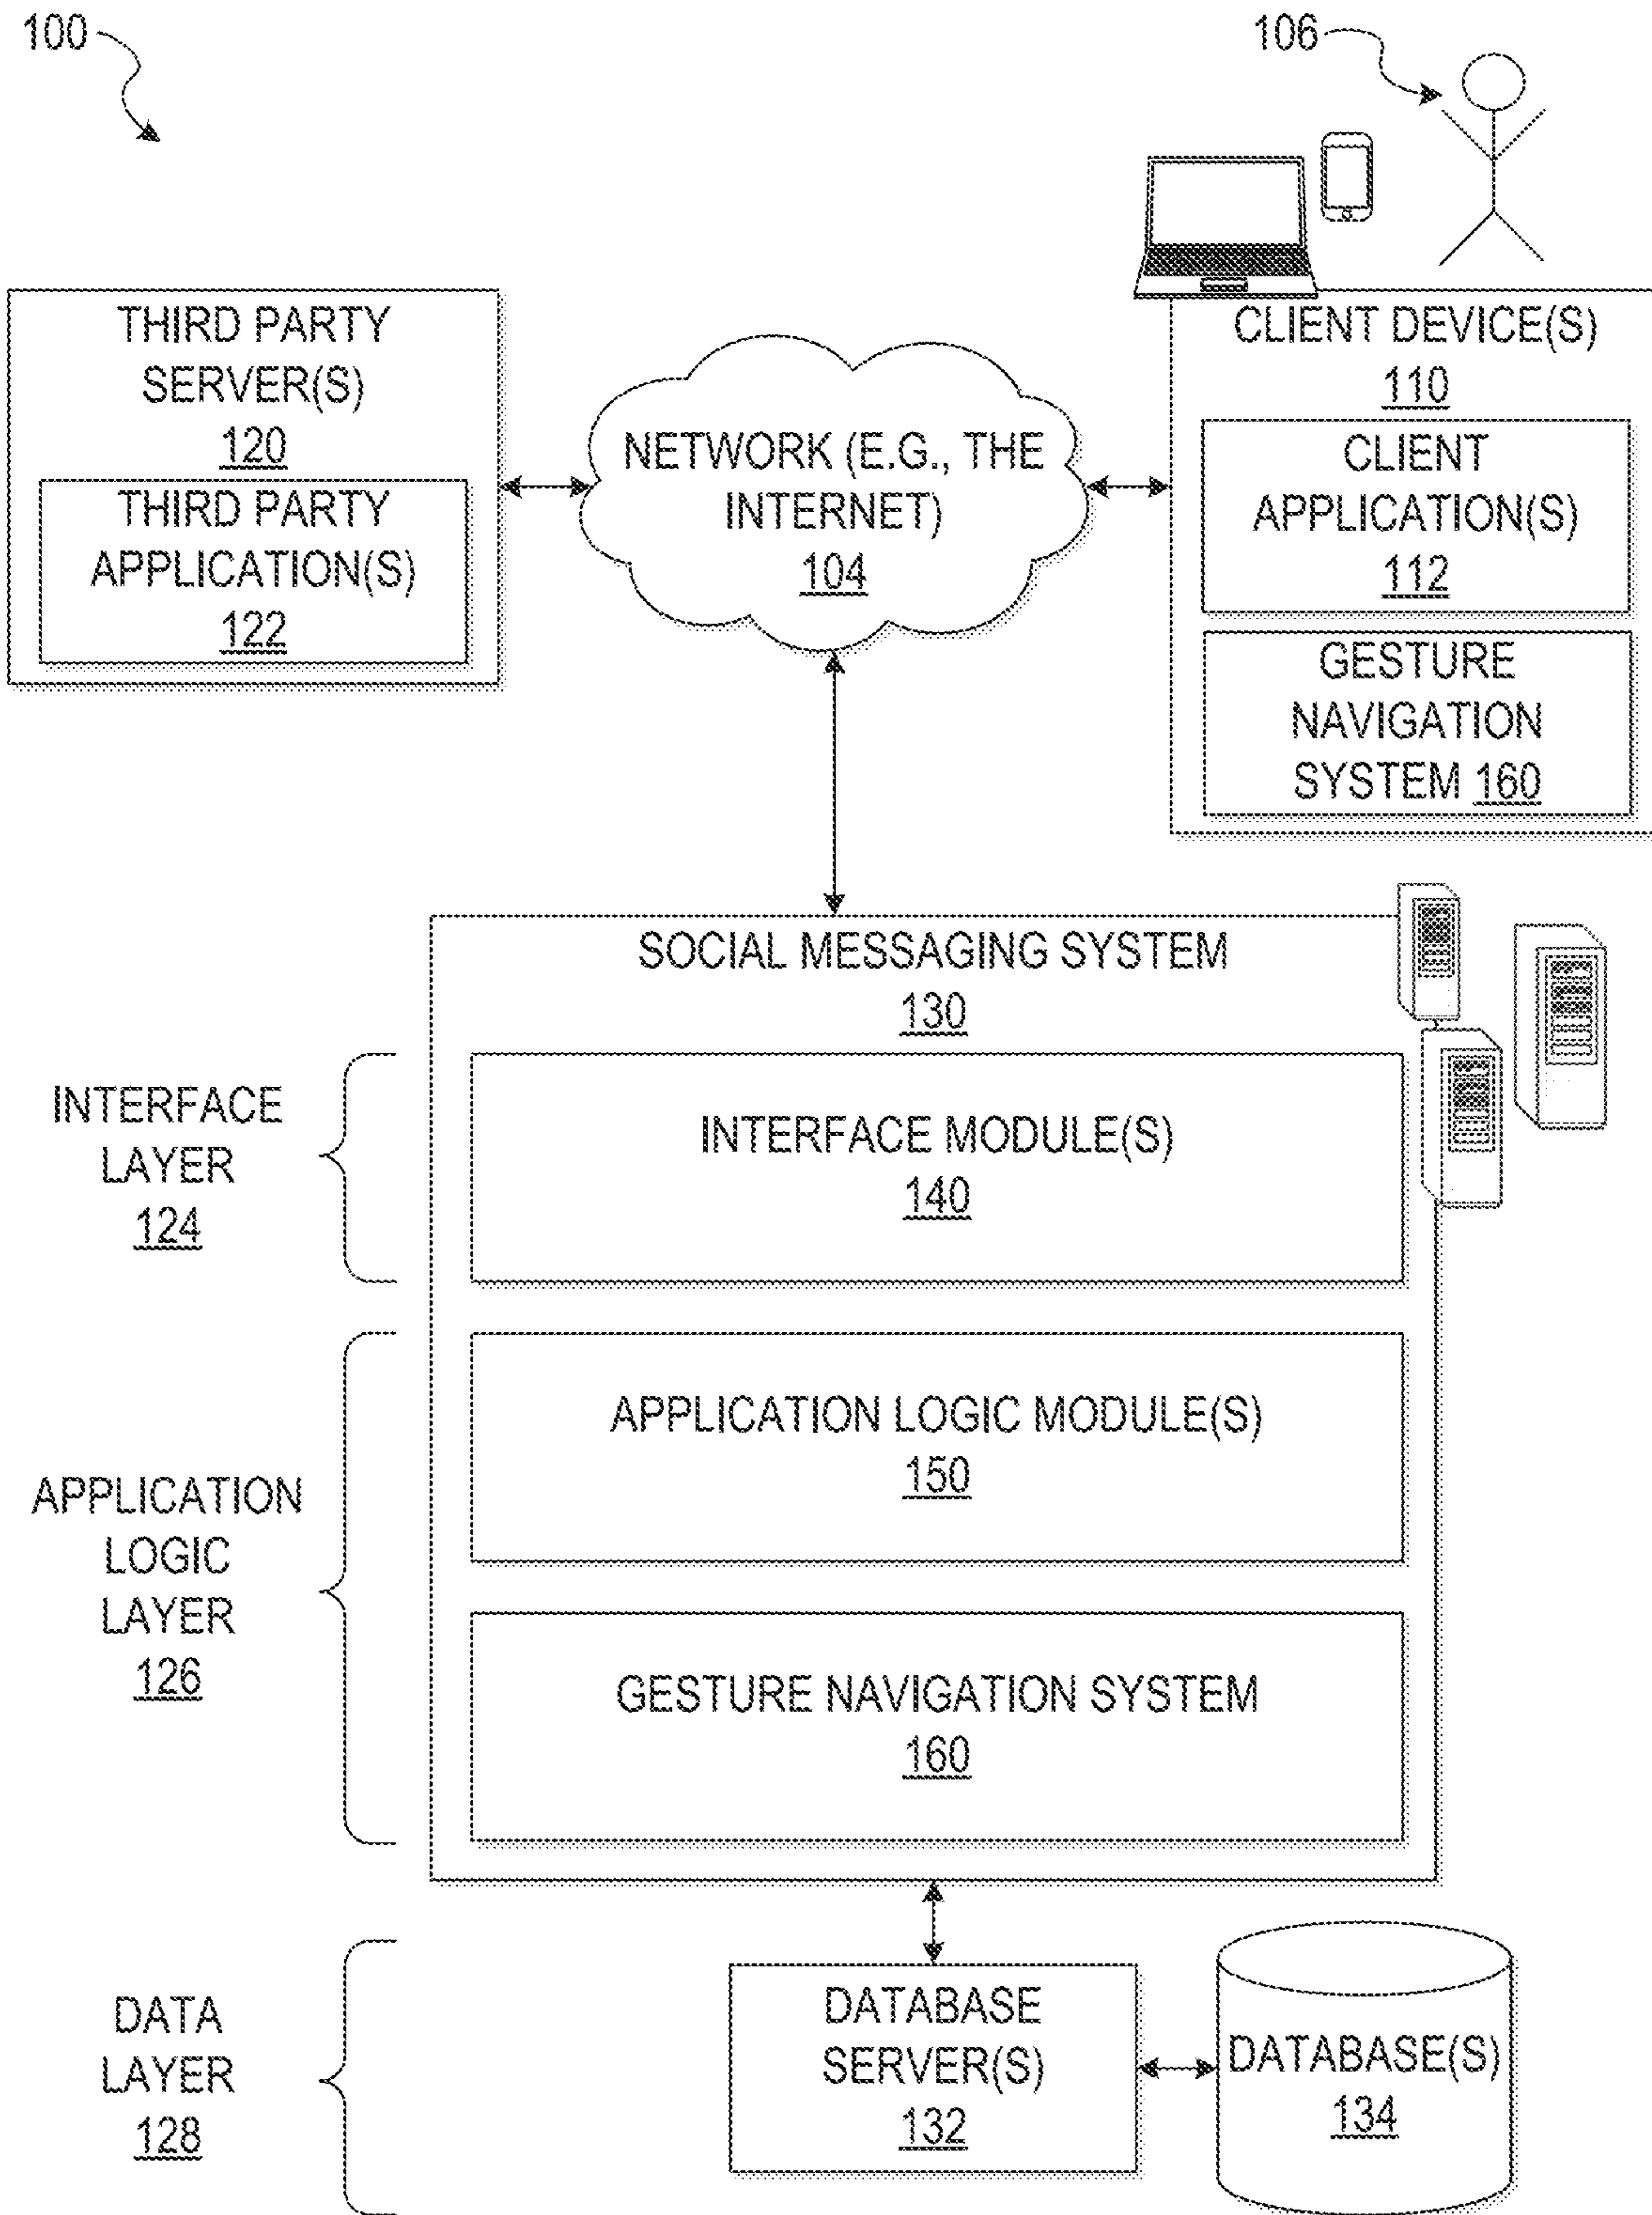 100
106
THIRD PARTY
SERVER(S)
120
THIRD PARTY
APPLICATION(S)
122
NETWORK (E.G., THE
INTERNET)
104
CLIENT DEVICE(S)
110
CLIENT
APPLICATION(S)
112
GESTURE
NAVIGATION
SYSTEM 160
SOCIAL MESSAGING SYSTEM
130
INTERFACE
LAYER
124
INTERFACE MODULE(S)
140
APPLICATION
LOGIC
LAYER
126
APPLICATION LOGIC MODULE(S)
150
GESTURE NAVIGATION SYSTEM
160
DATA
LAYER
128
DATABASE
SERVER(S)
132
DATABASE(S)
134